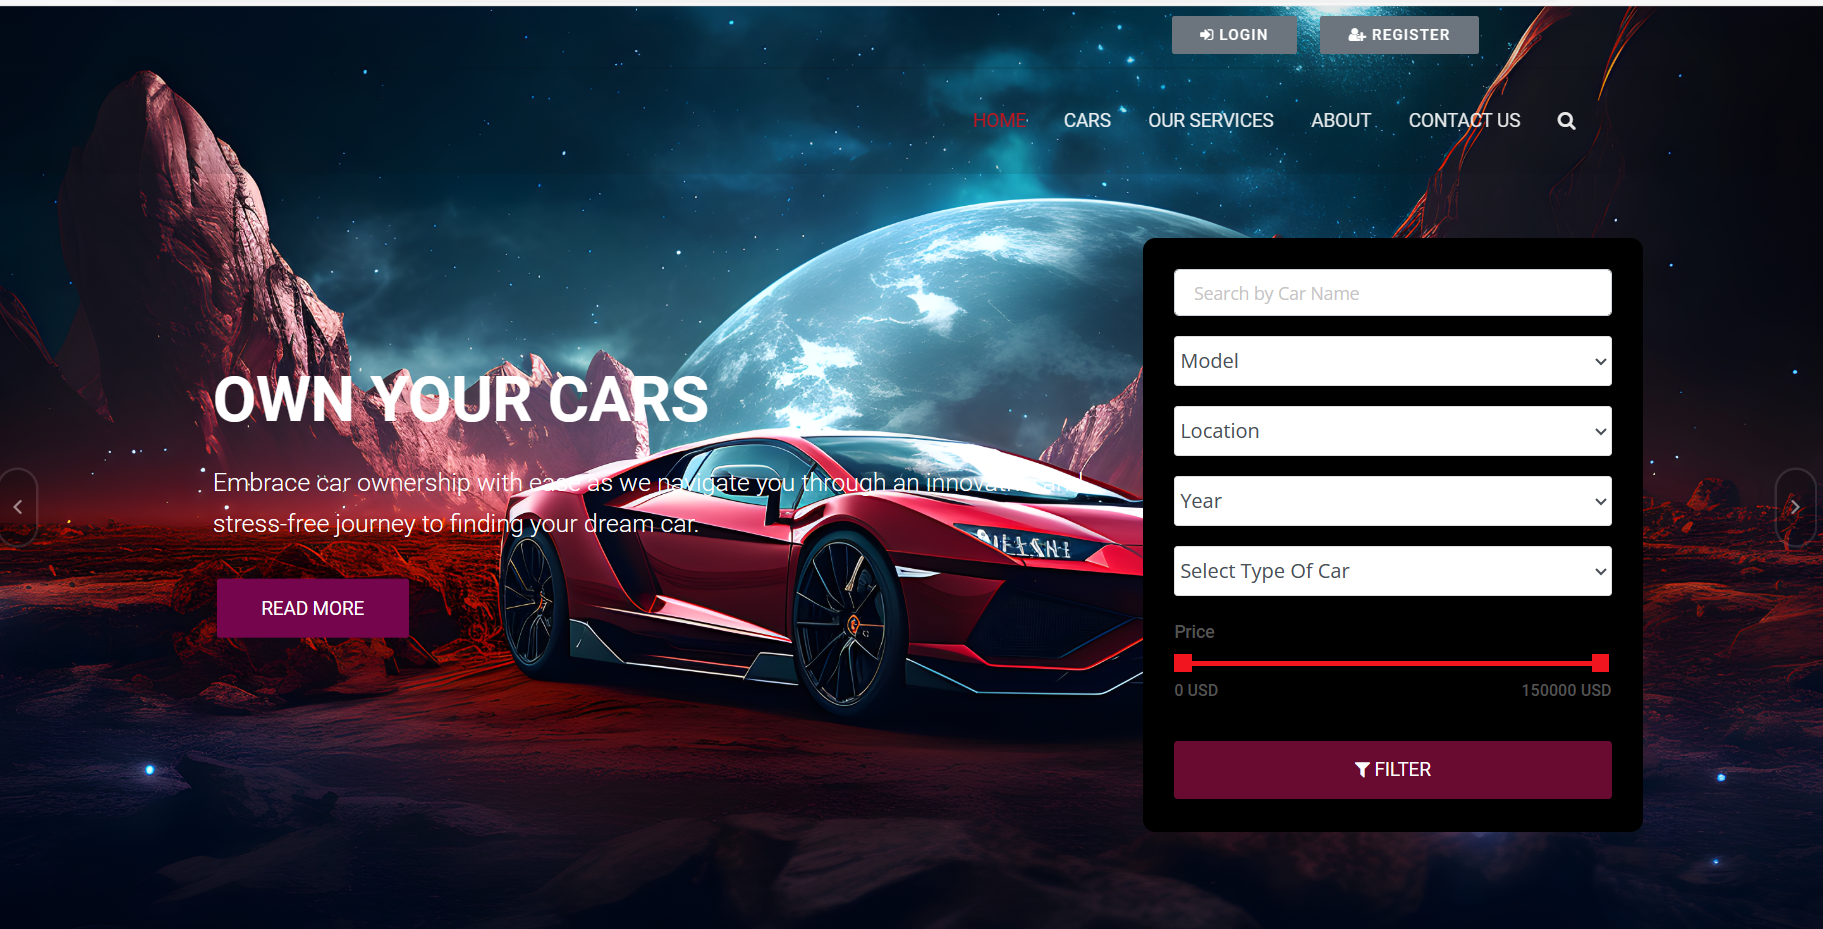 LOGIN
REGISTER
HOME
CARS
OUR SERVICES
ABOUT
CONTACT US
OWN YOUR CARS
Embrace car ownership with ease as we navigate you through an innovative and
stress-free journey to finding your dream car.
READ MORE
Search by Car Name
Model
Location
Year
Select Type Of Car
Price
0 USD
150000 USD
FILTER